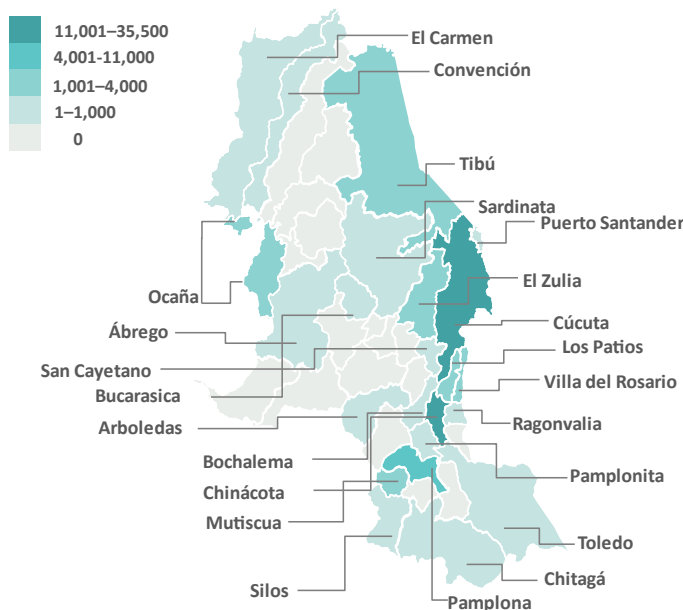 11,001–35,500
4,001-11,000
1,001–4,000
1–1,000
0
El Carmen
Convención
Tibú
Sardinata
Puerto Santander
El Zulia
Ocaña
Cúcuta
Ábrego
Los Patios
San Cayetano
Villa del Rosario
Bucarasica
Arboledas
Ragonvalia
Bochalema
Pamplonita
Chinácota
Mutiscua
Toledo
Chitagá
Silos
Pamplona